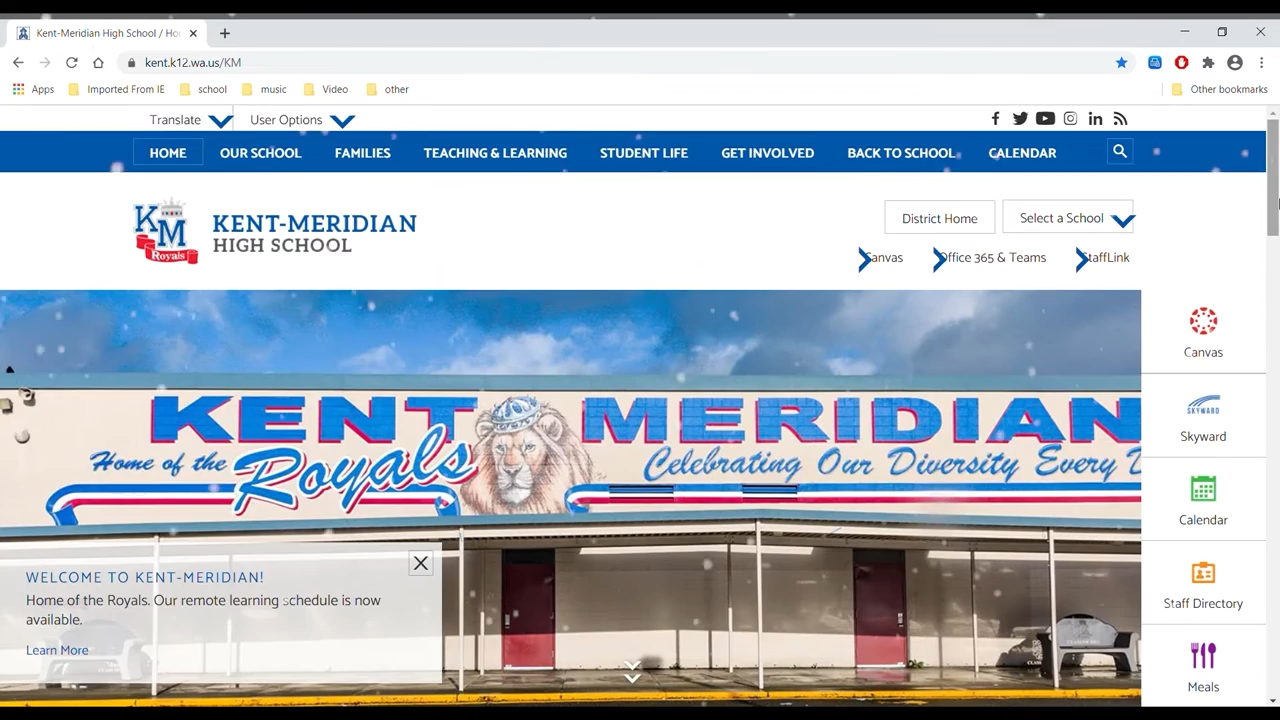 Kent-Meridian High School / Ho
kent.k12.wa.us/KM
Apps
Imported From IE
school
music
Video
other
Other bookmarks
Translate
User Options
HOME
OUR SCHOOL
FAMILIES
TEACHING & LEARNING
STUDENT LIFE
GET INVOLVED
BACK TO SCHOOL
CALENDAR
KM
Royals
KENT-MERIDIAN
HIGH SCHOOL
District Home
Select a School
Canvas
Office 365 & Teams
StaffLink
KENT MERIDIAN
Home of the Royals
Celebrating Our Diversity Every D
WELCOME TO KENT-MERIDIAN!
Home of the Royals. Our remote learning schedule is now
available.
Learn More
Canvas
SKYWARD
Skyward
Calendar
Staff Directory
Meals